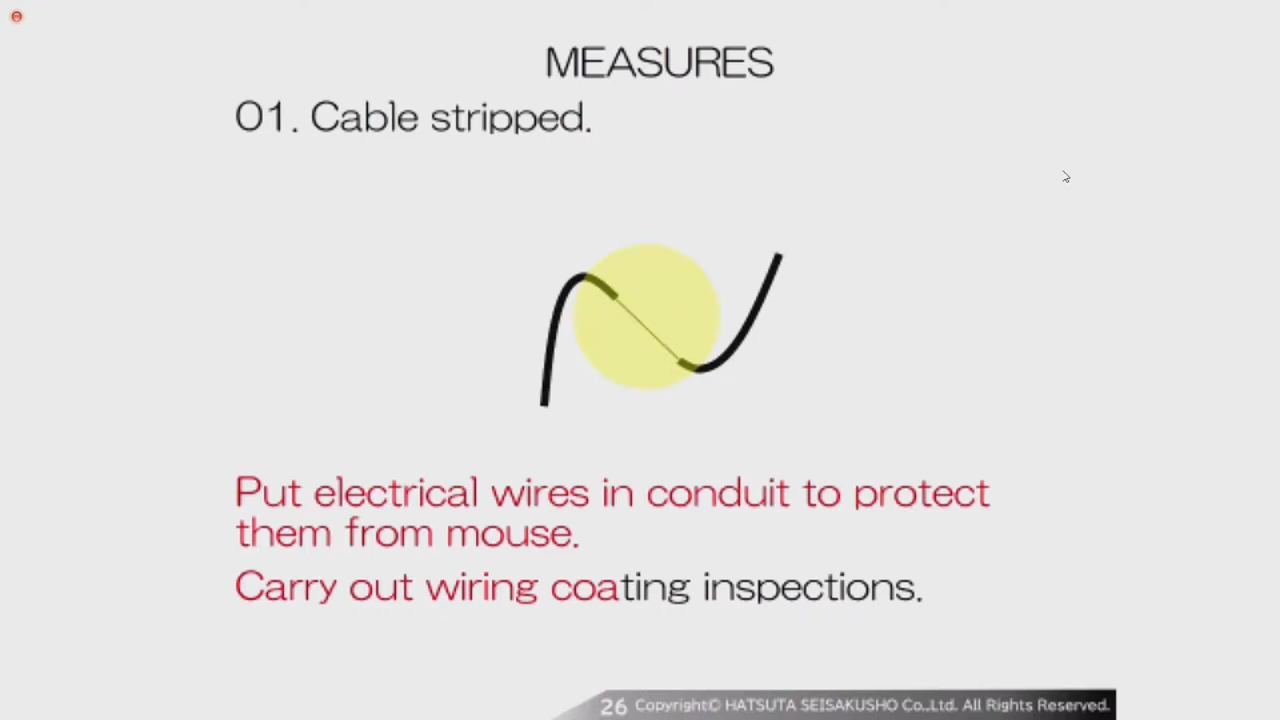 MEASURES
01. Cable stripped.
Put electrical wires in conduit to protect
them from mouse.
Carry out wiring coating inspections.
26 Copyright© HATSUTA SEISAKUSHO Co.,Ltd. All Rights Reserved.